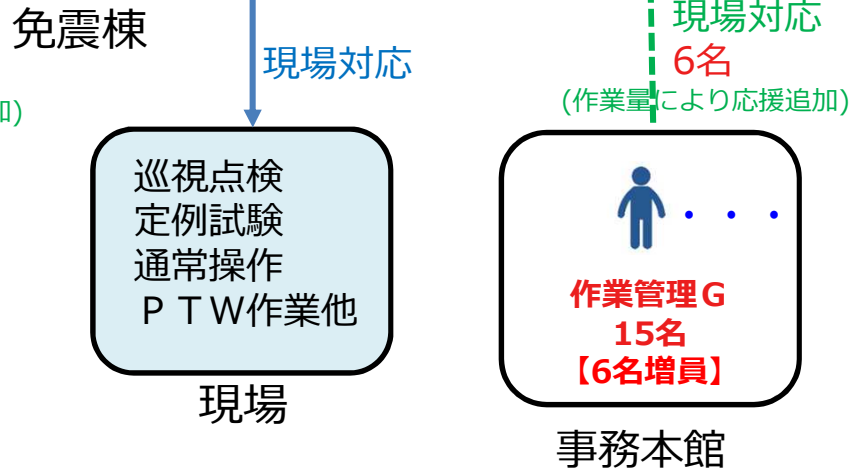 免震棟
現場対応
現場対応
6名
(作業量により応援追加)
加)
巡視点検
定例試験
通常操作
ＰＴＷ作業他
現場
・・・
作業管理Ｇ
15名
【6名増員】
事務本館